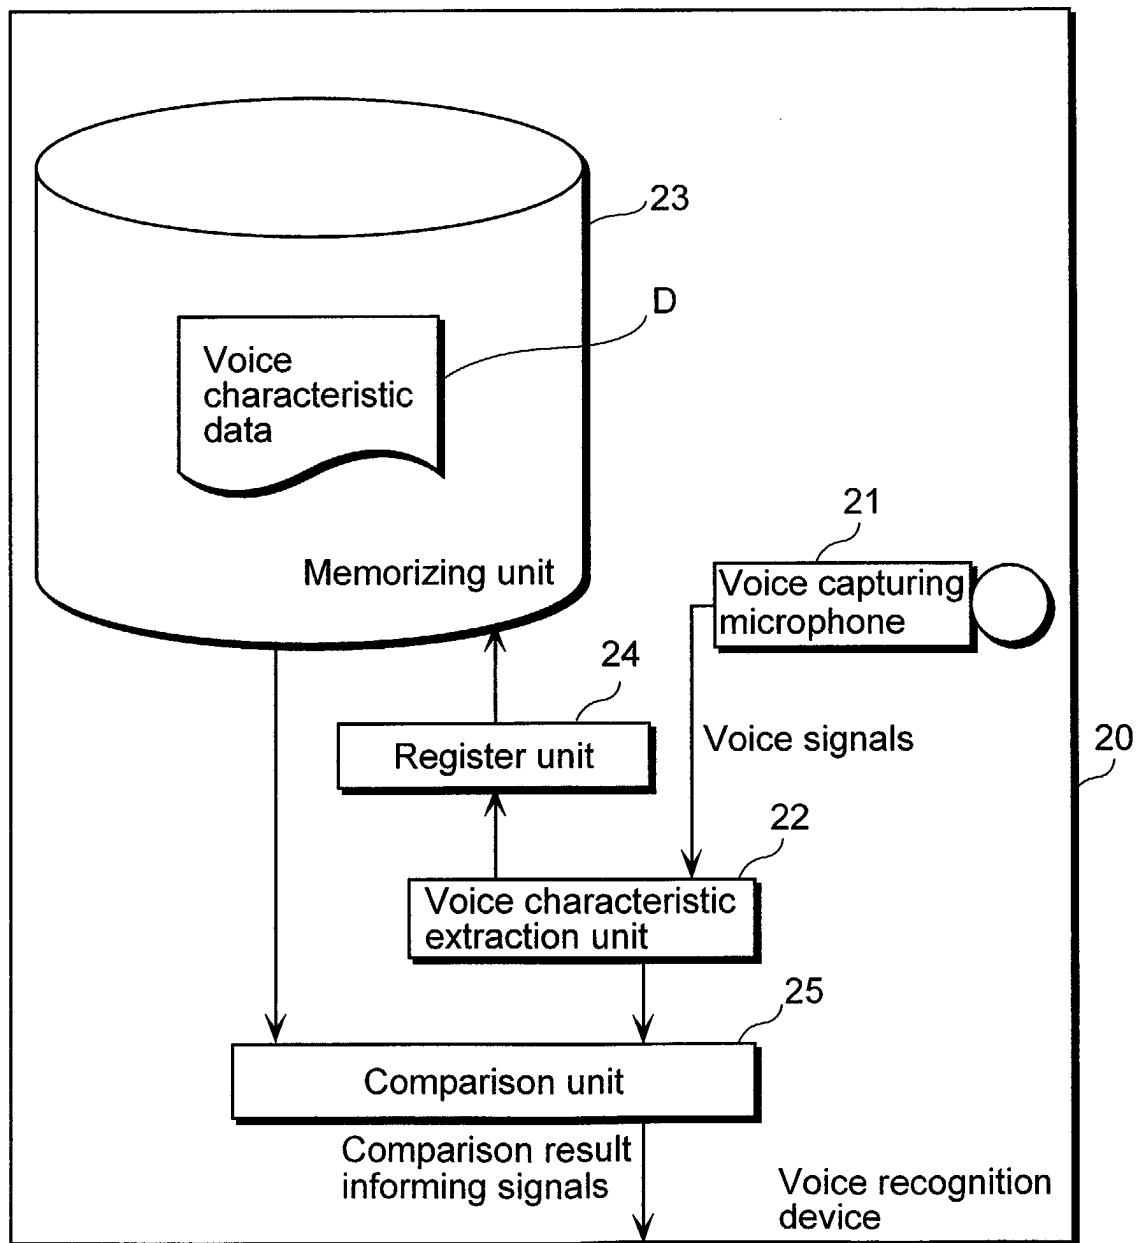 23
D
Voice
characteristic
data
21
Memorizing unit
Voice capturing
microphone
24
Register unit
Voice signals
20
22
Voice characteristic
extraction unit
25
Comparison unit
Comparison result
informing signals
Voice recognition
device